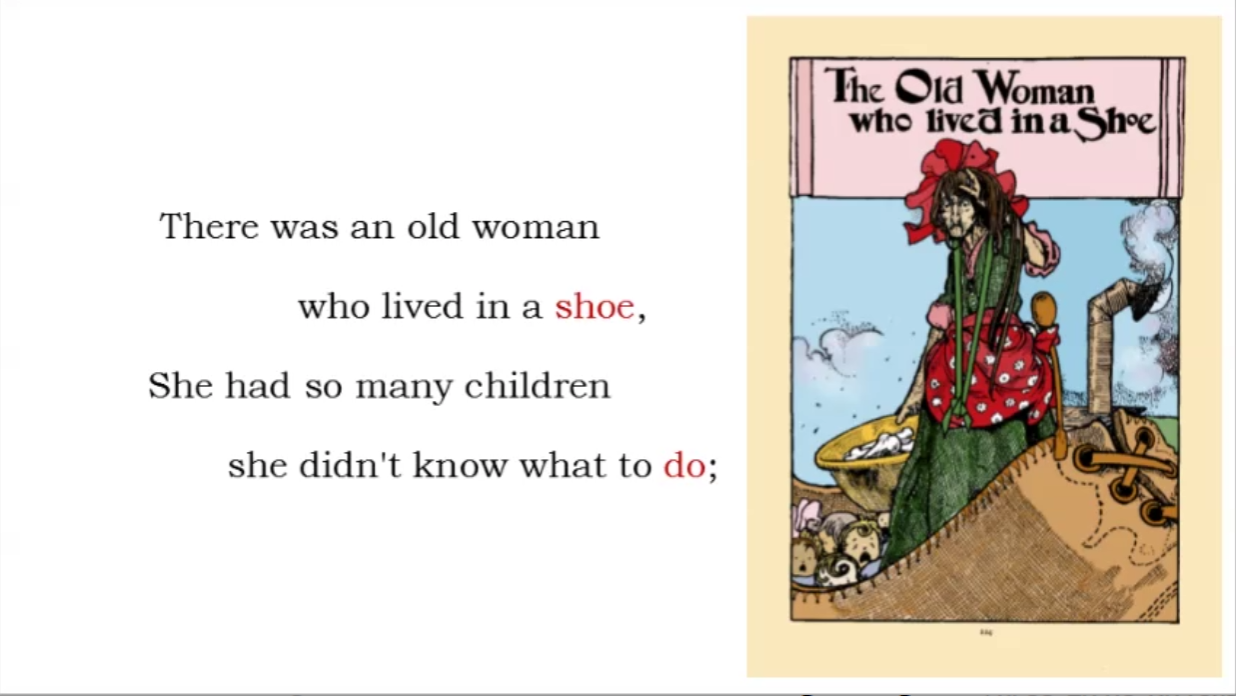 There was an old woman
who lived in a shoe,
She had so many children
she didn't know what to do;
The Old Woman
who lived in a Shoe